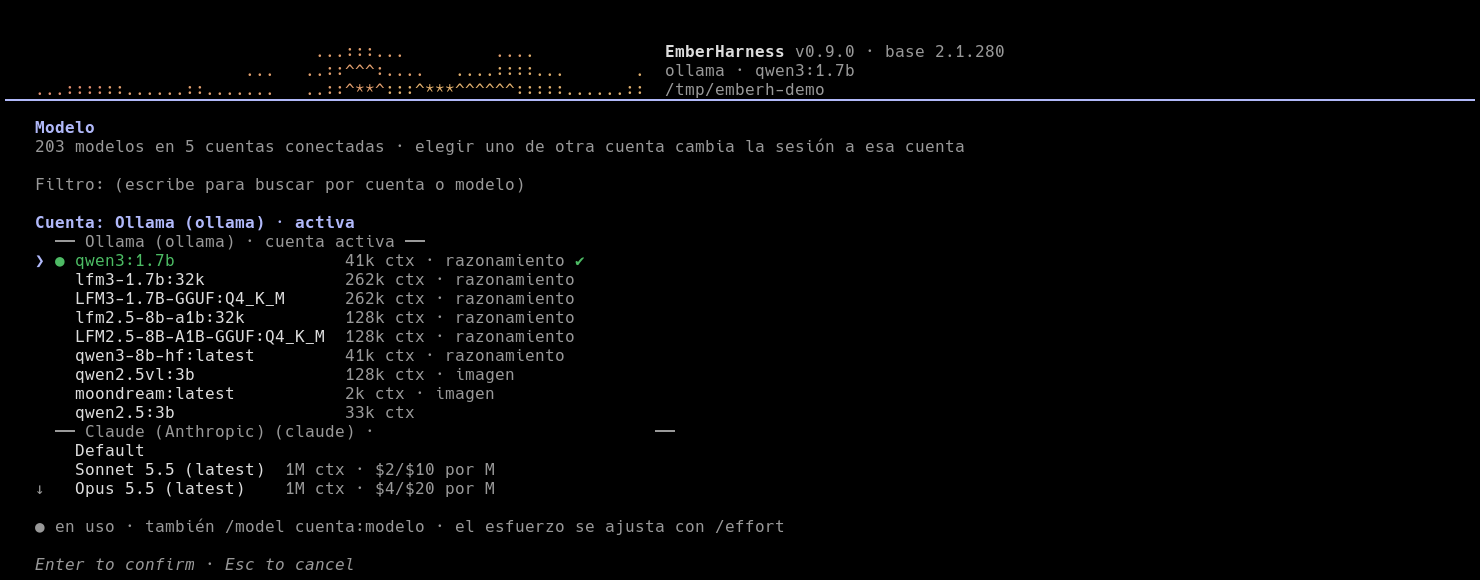 ...:::...         ....
EmberHarness v0.9.0 · base 2.1.280
...   ..::^^^:....   ....::::...       .
ollama · qwen3:1.7b
...::::::......::.......   ..::^**^:::^***^^^^^^:::::......::
/tmp/emberh-demo
Modelo
203 modelos en 5 cuentas conectadas · elegir uno de otra cuenta cambia la sesión a esa cuenta
Filtro: (escribe para buscar por cuenta o modelo)
Cuenta: Ollama (ollama) · activa
── Ollama (ollama) · cuenta activa ──
❯ ● qwen3:1.7b 41k ctx · razonamiento ✔
lfm3-1.7b:32k 262k ctx · razonamiento
LFM3-1.7B-GGUF:Q4_K_M 262k ctx · razonamiento
lfm2.5-8b-a1b:32k 128k ctx · razonamiento
LFM2.5-8B-A1B-GGUF:Q4_K_M 128k ctx · razonamiento
qwen3-8b-hf:latest 41k ctx · razonamiento
qwen2.5vl:3b 128k ctx · imagen
moondream:latest 2k ctx · imagen
qwen2.5:3b 33k ctx
── Claude (Anthropic) (claude) · ──
Default
Sonnet 5.5 (latest) 1M ctx · $2/$10 por M
↓ Opus 5.5 (latest) 1M ctx · $4/$20 por M
● en uso · también /model cuenta:modelo · el esfuerzo se ajusta con /effort
Enter to confirm · Esc to cancel